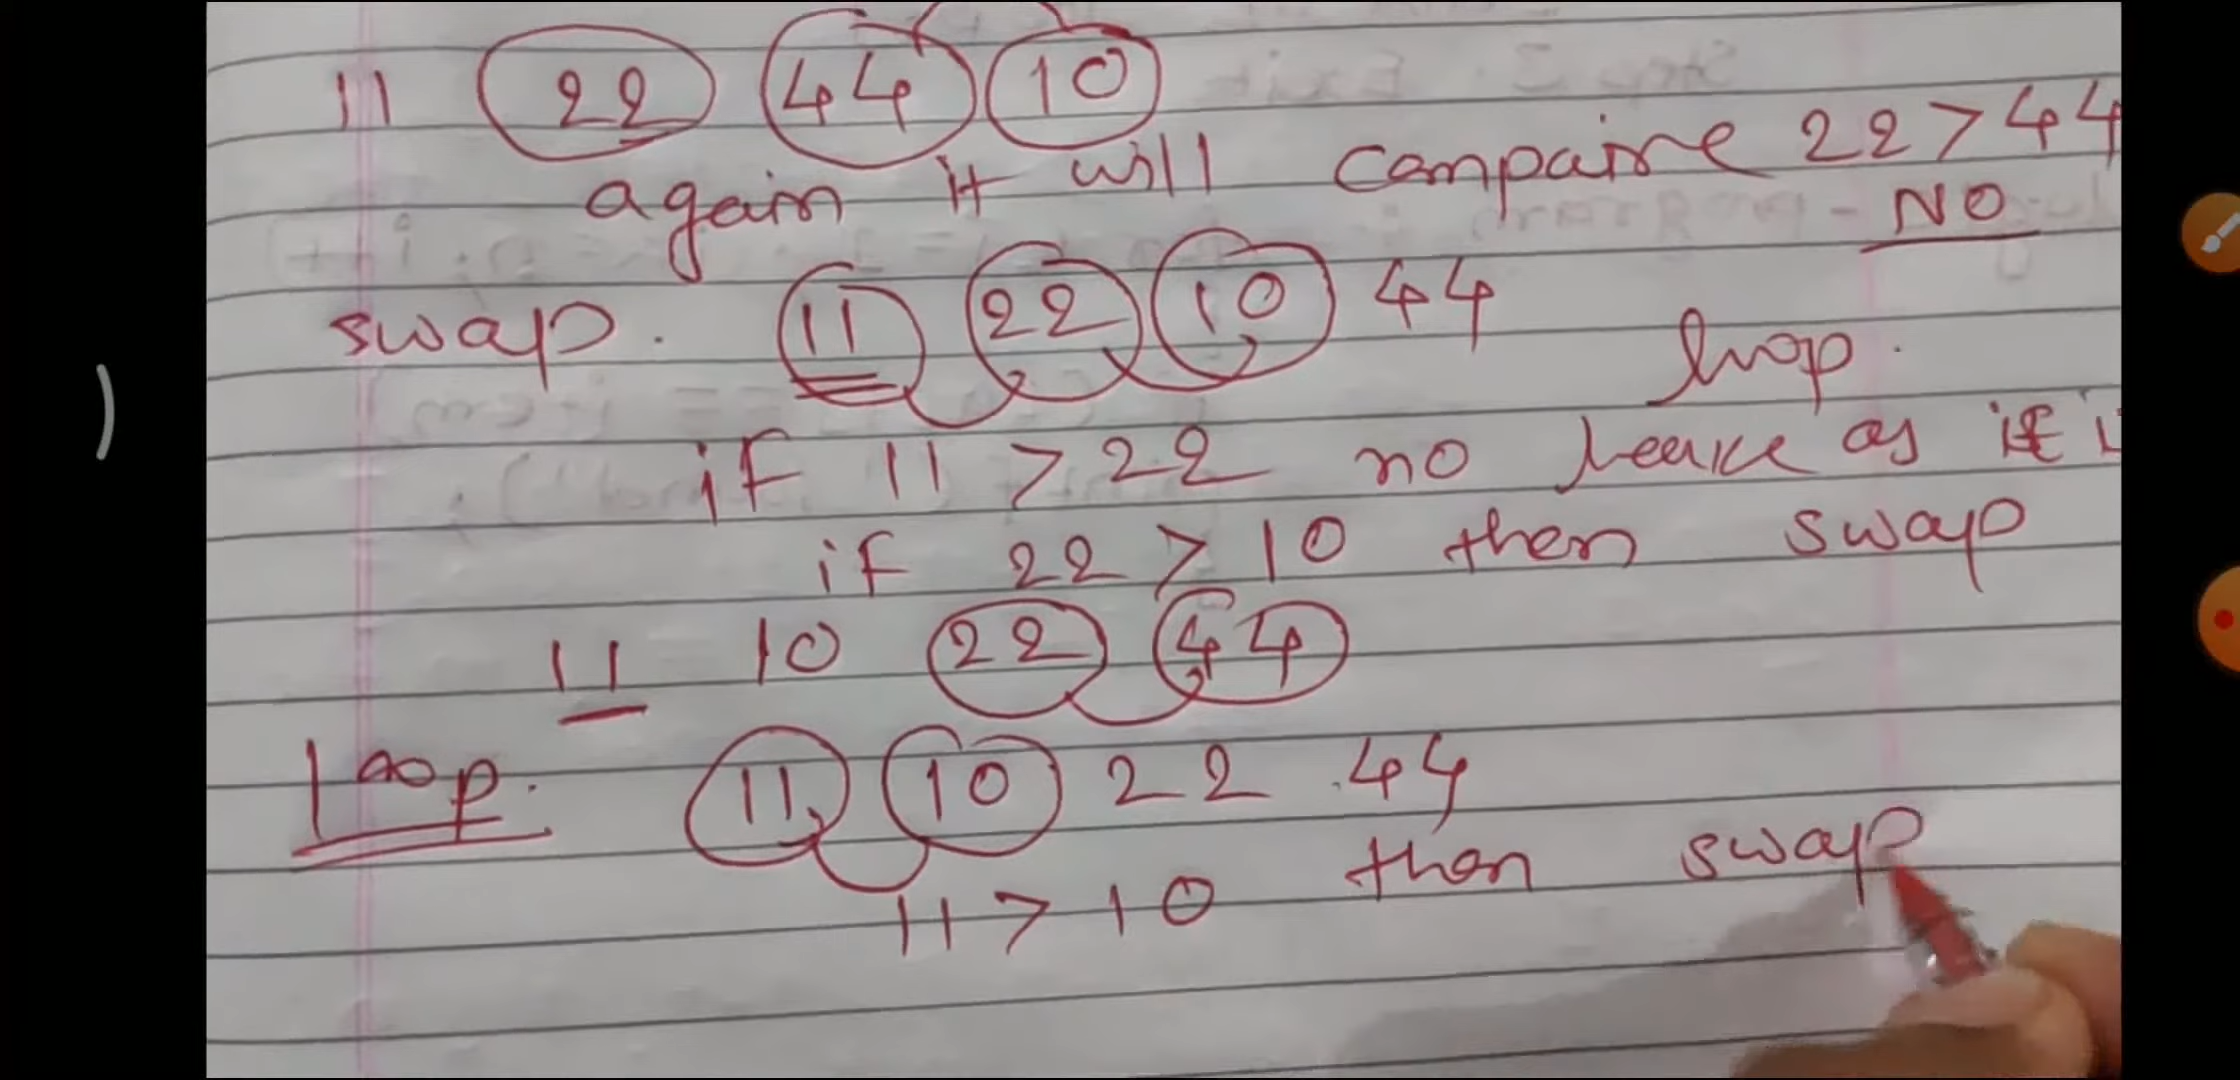 11 22 44 10
again it will compaire 22 > 44
NO
swap. 11 22 10 44
loop.
if 11 > 22 no leave as it i
if 22 > 10 then swap
11 10 22 44
loop. 11 10 22 44
11 > 10 then swap